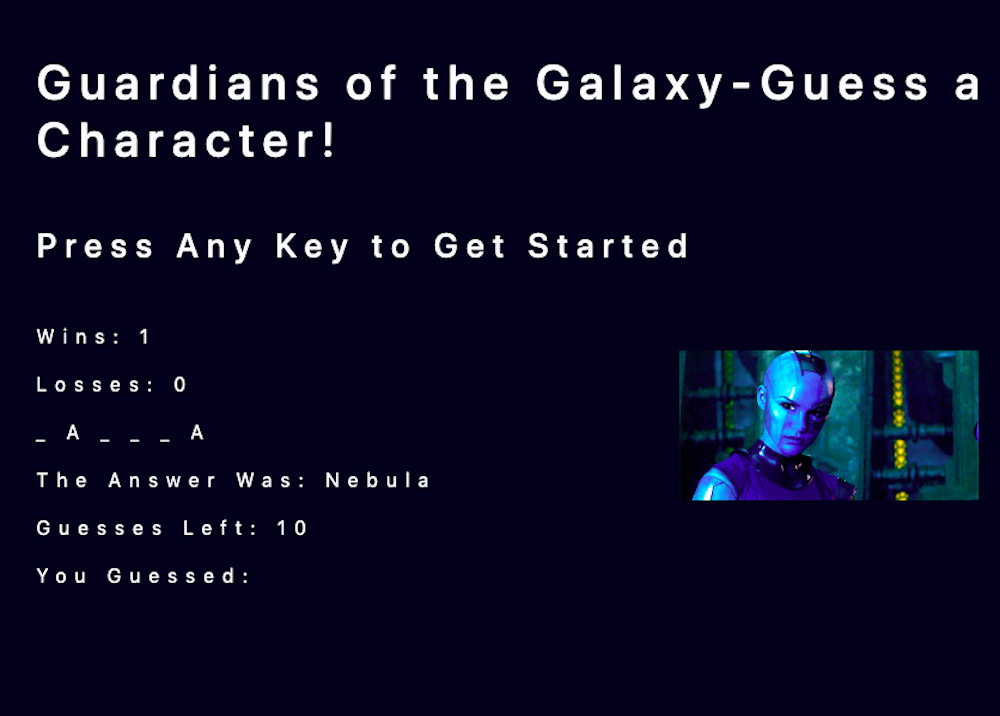 Guardians of the Galaxy-Guess a
Character!
Press Any Key to Get Started
Wins: 1
Losses: 0
_ A _ _ _ A
The Answer Was: Nebula
Guesses Left: 10
You Guessed: